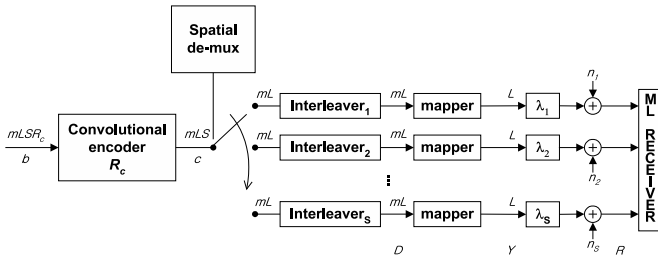 Spatial
de-mux
mLSR_c
b
Convolutional
encoder
R_c
mLS
c
mL Interleaver_1 mL mapper L λ_1 n_1
mL Interleaver_2 mL mapper L λ_2 n_2
...
mL Interleaver_S mL mapper L λ_S n_S
ML RECEIVER
D Y R